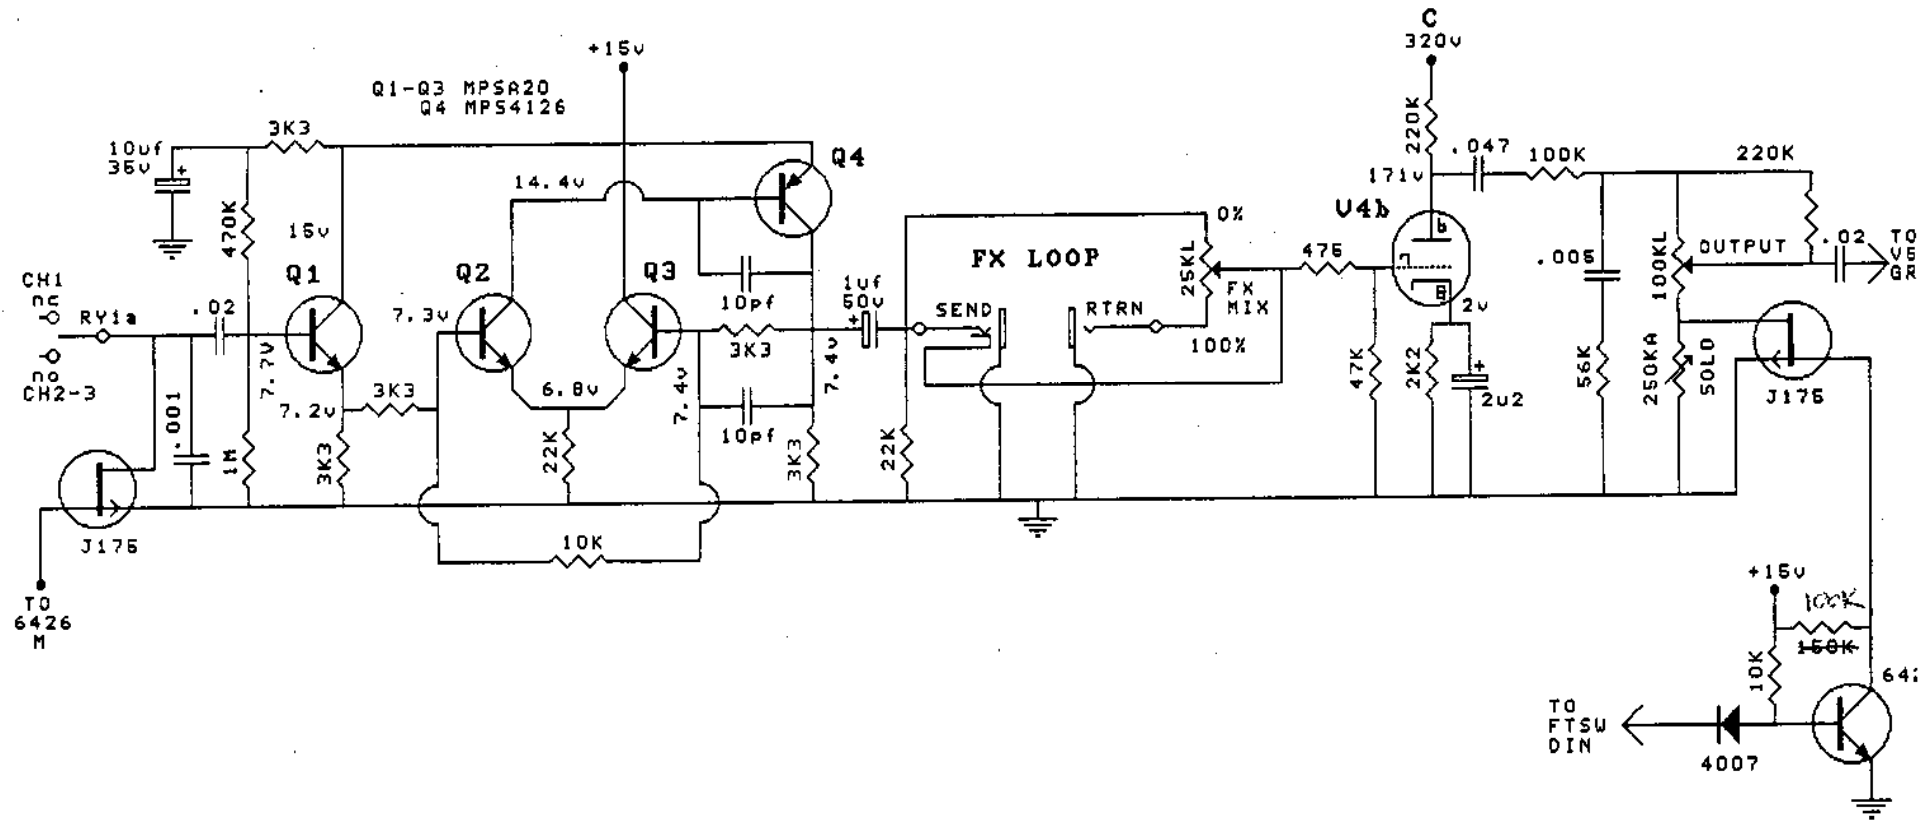 C
320v
+15v
Q1-Q3 MPSA20
Q4 MPS4126
3K3
10uf
35v
+
470K
15v
14.4v
Q4
220K
.047
100K
220K
171v
V4b
CH1
nc
RY1a
.02
Q1
Q2
Q3
7.3v
10pf
1uf
50v
+
FX LOOP
0%
25KL
475
FX
MIX
2v
.005
100KL
OUTPUT
.02
TO
V5
GR
no
CH2-3
7.7V
6.8v
3K3
7.4v
7.4v
SEND
RTRN
100%
47K
2K2
+
2u2
56K
250KA
SOLO
J175
.001
1M
7.2v
3K3
3K3
22K
10pf
3K3
22K
J175
10K
TO
6426
M
+15v
100K
150K
10K
TO
FTSW
DIN
4007